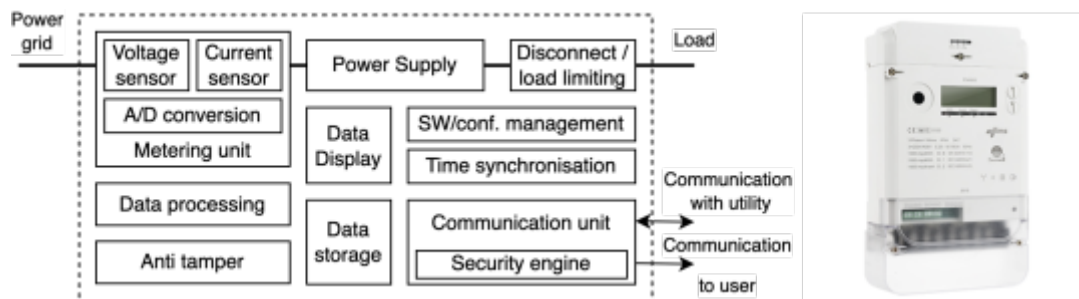 Power
grid
Voltage
sensor
Current
sensor
A/D conversion
Metering unit
Power Supply
Disconnect /
load limiting
Load
Data
Display
SW/conf. management
Time synchronisation
Data processing
Anti tamper
Data
storage
Communication unit
Security engine
Communication
with utility
Communication
to user